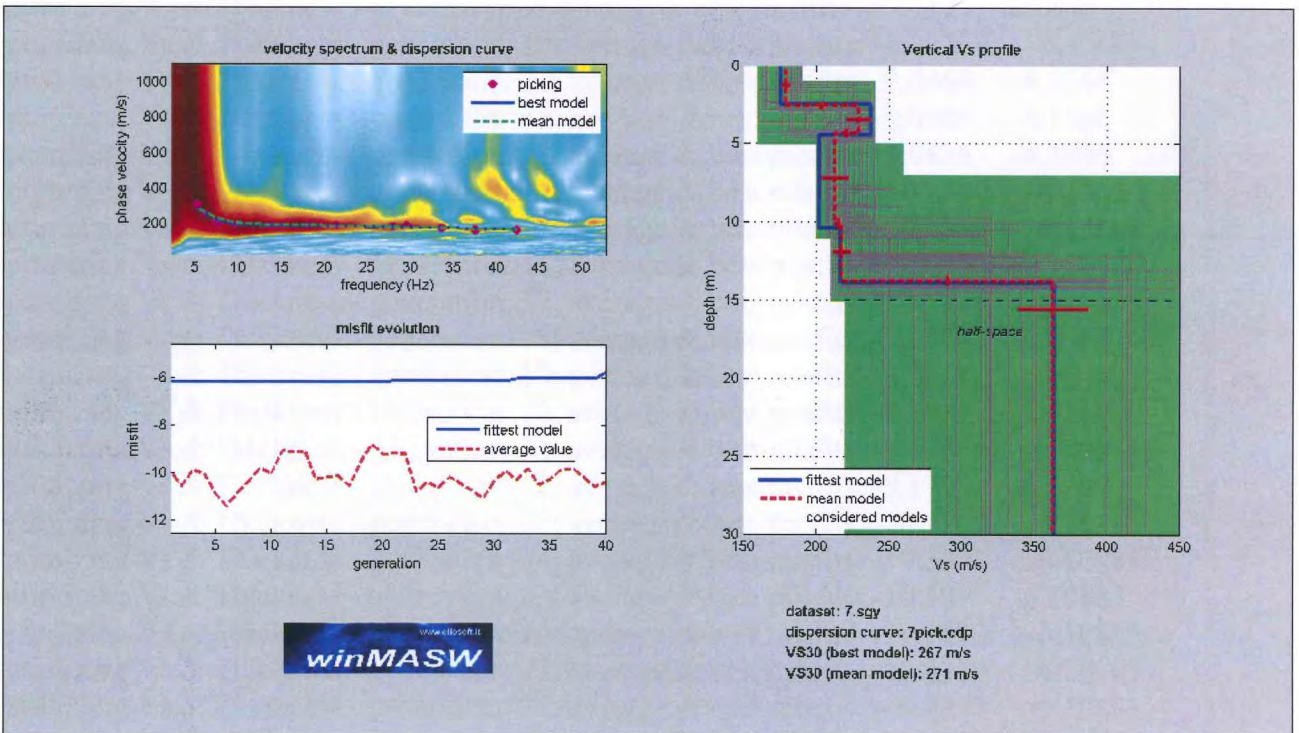 velocity spectrum & dispersion curve
1000
800
600
400
200
phase velocity (m/s)
picking
best model
mean model
5 10 15 20 25 30 35 40 45 50
frequency (Hz)
misfit evolution
-6
-8
-10
-12
misfit
fittest model
average value
5 10 15 20 25 30 35 40
generation
www.eliosoft.it
winMASW
Vertical Vs profile
0
5
10
15
20
25
30
depth (m)
half-space
fittest model
mean model
considered models
150 200 250 300 350 400 450
Vs (m/s)
dataset: 7.sgy
dispersion curve: 7pick.cdp
VS30 (best model): 267 m/s
VS30 (mean model): 271 m/s